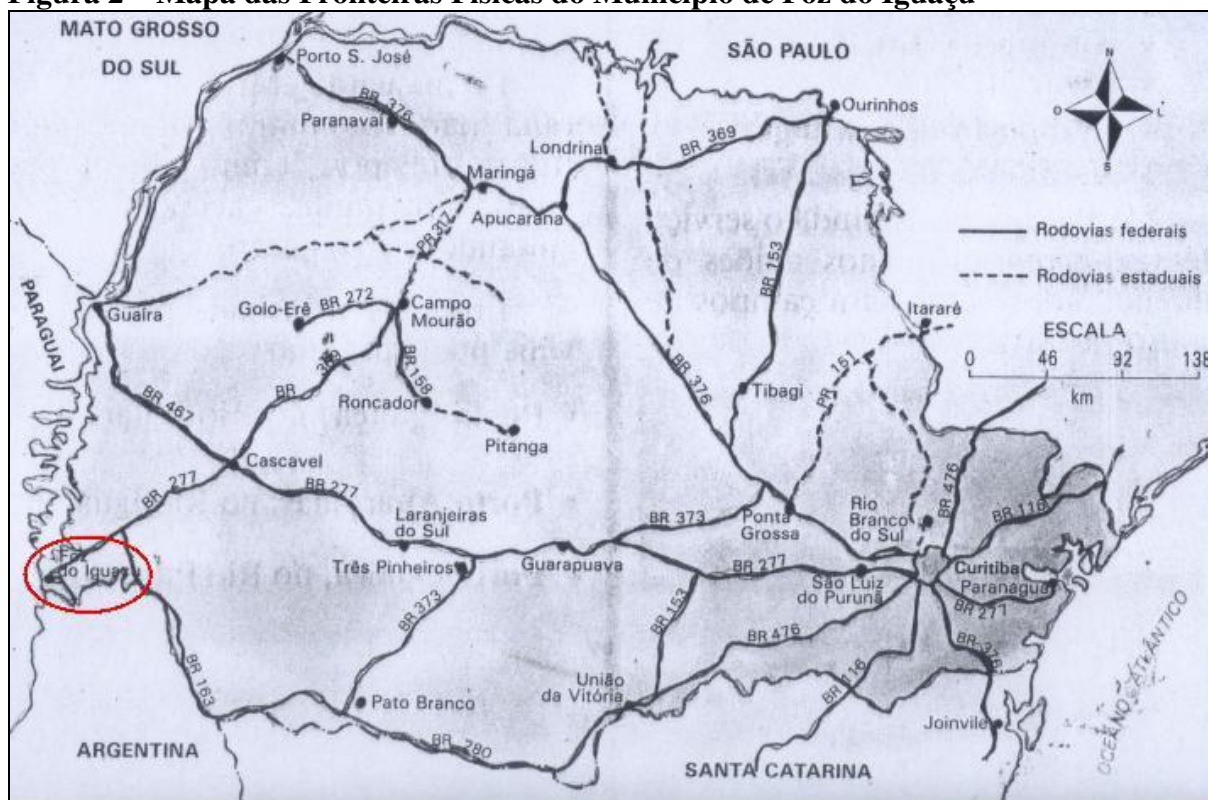 Figura 2 – Mapa das Fronteiras Físicas do Município de Foz do Iguaçu
MATO GROSSO
DO SUL
SÃO PAULO
Porto S. José
N
O
S
Ourinhos
BR 376
Paranavaí
Londrina
BR 369
Maringá
Apucarana
PR 317
BR 153
Rodovias federais
Rodovias estaduais
PARAGUAI
Guaíra
Goio-Erê
BR 272
Campo
Mourão
Itararé
ESCALA
0 46 92 138
km
BR 369
BR 158
BR 376
PR 151
Tibagi
Roncador
Pitanga
BR 467
Cascavel
BR 277
BR 277
Laranjeiras
do Sul
BR 373
Ponta
Grossa
Rio
Branco
do Sul
BR 476
BR 116
Foz
do Iguaçu
Três Pinheiros
Guarapuava
BR 277
São Luiz
do Purunã
Curitiba
Paranaguá
BR 277
BR 373
BR 153
BR 476
BR 116
BR 376
BR 163
Pato Branco
União
da Vitória
Joinvile
BR 280
ARGENTINA
SANTA CATARINA
OCEANO ATLÂNTICO